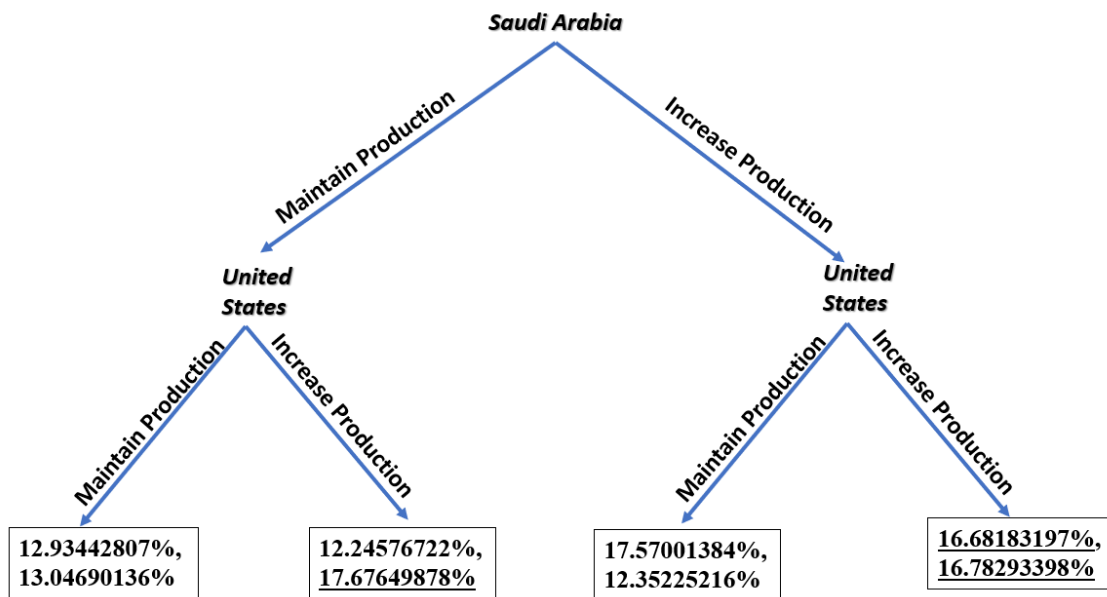 Saudi Arabia
Maintain Production
Increase Production
United
States
United
States
Maintain Production
Increase Production
Maintain Production
Increase Production
12.93442807%,
13.04690136%
12.24576722%,
17.67649878%
17.57001384%,
12.35225216%
16.68183197%,
16.78293398%